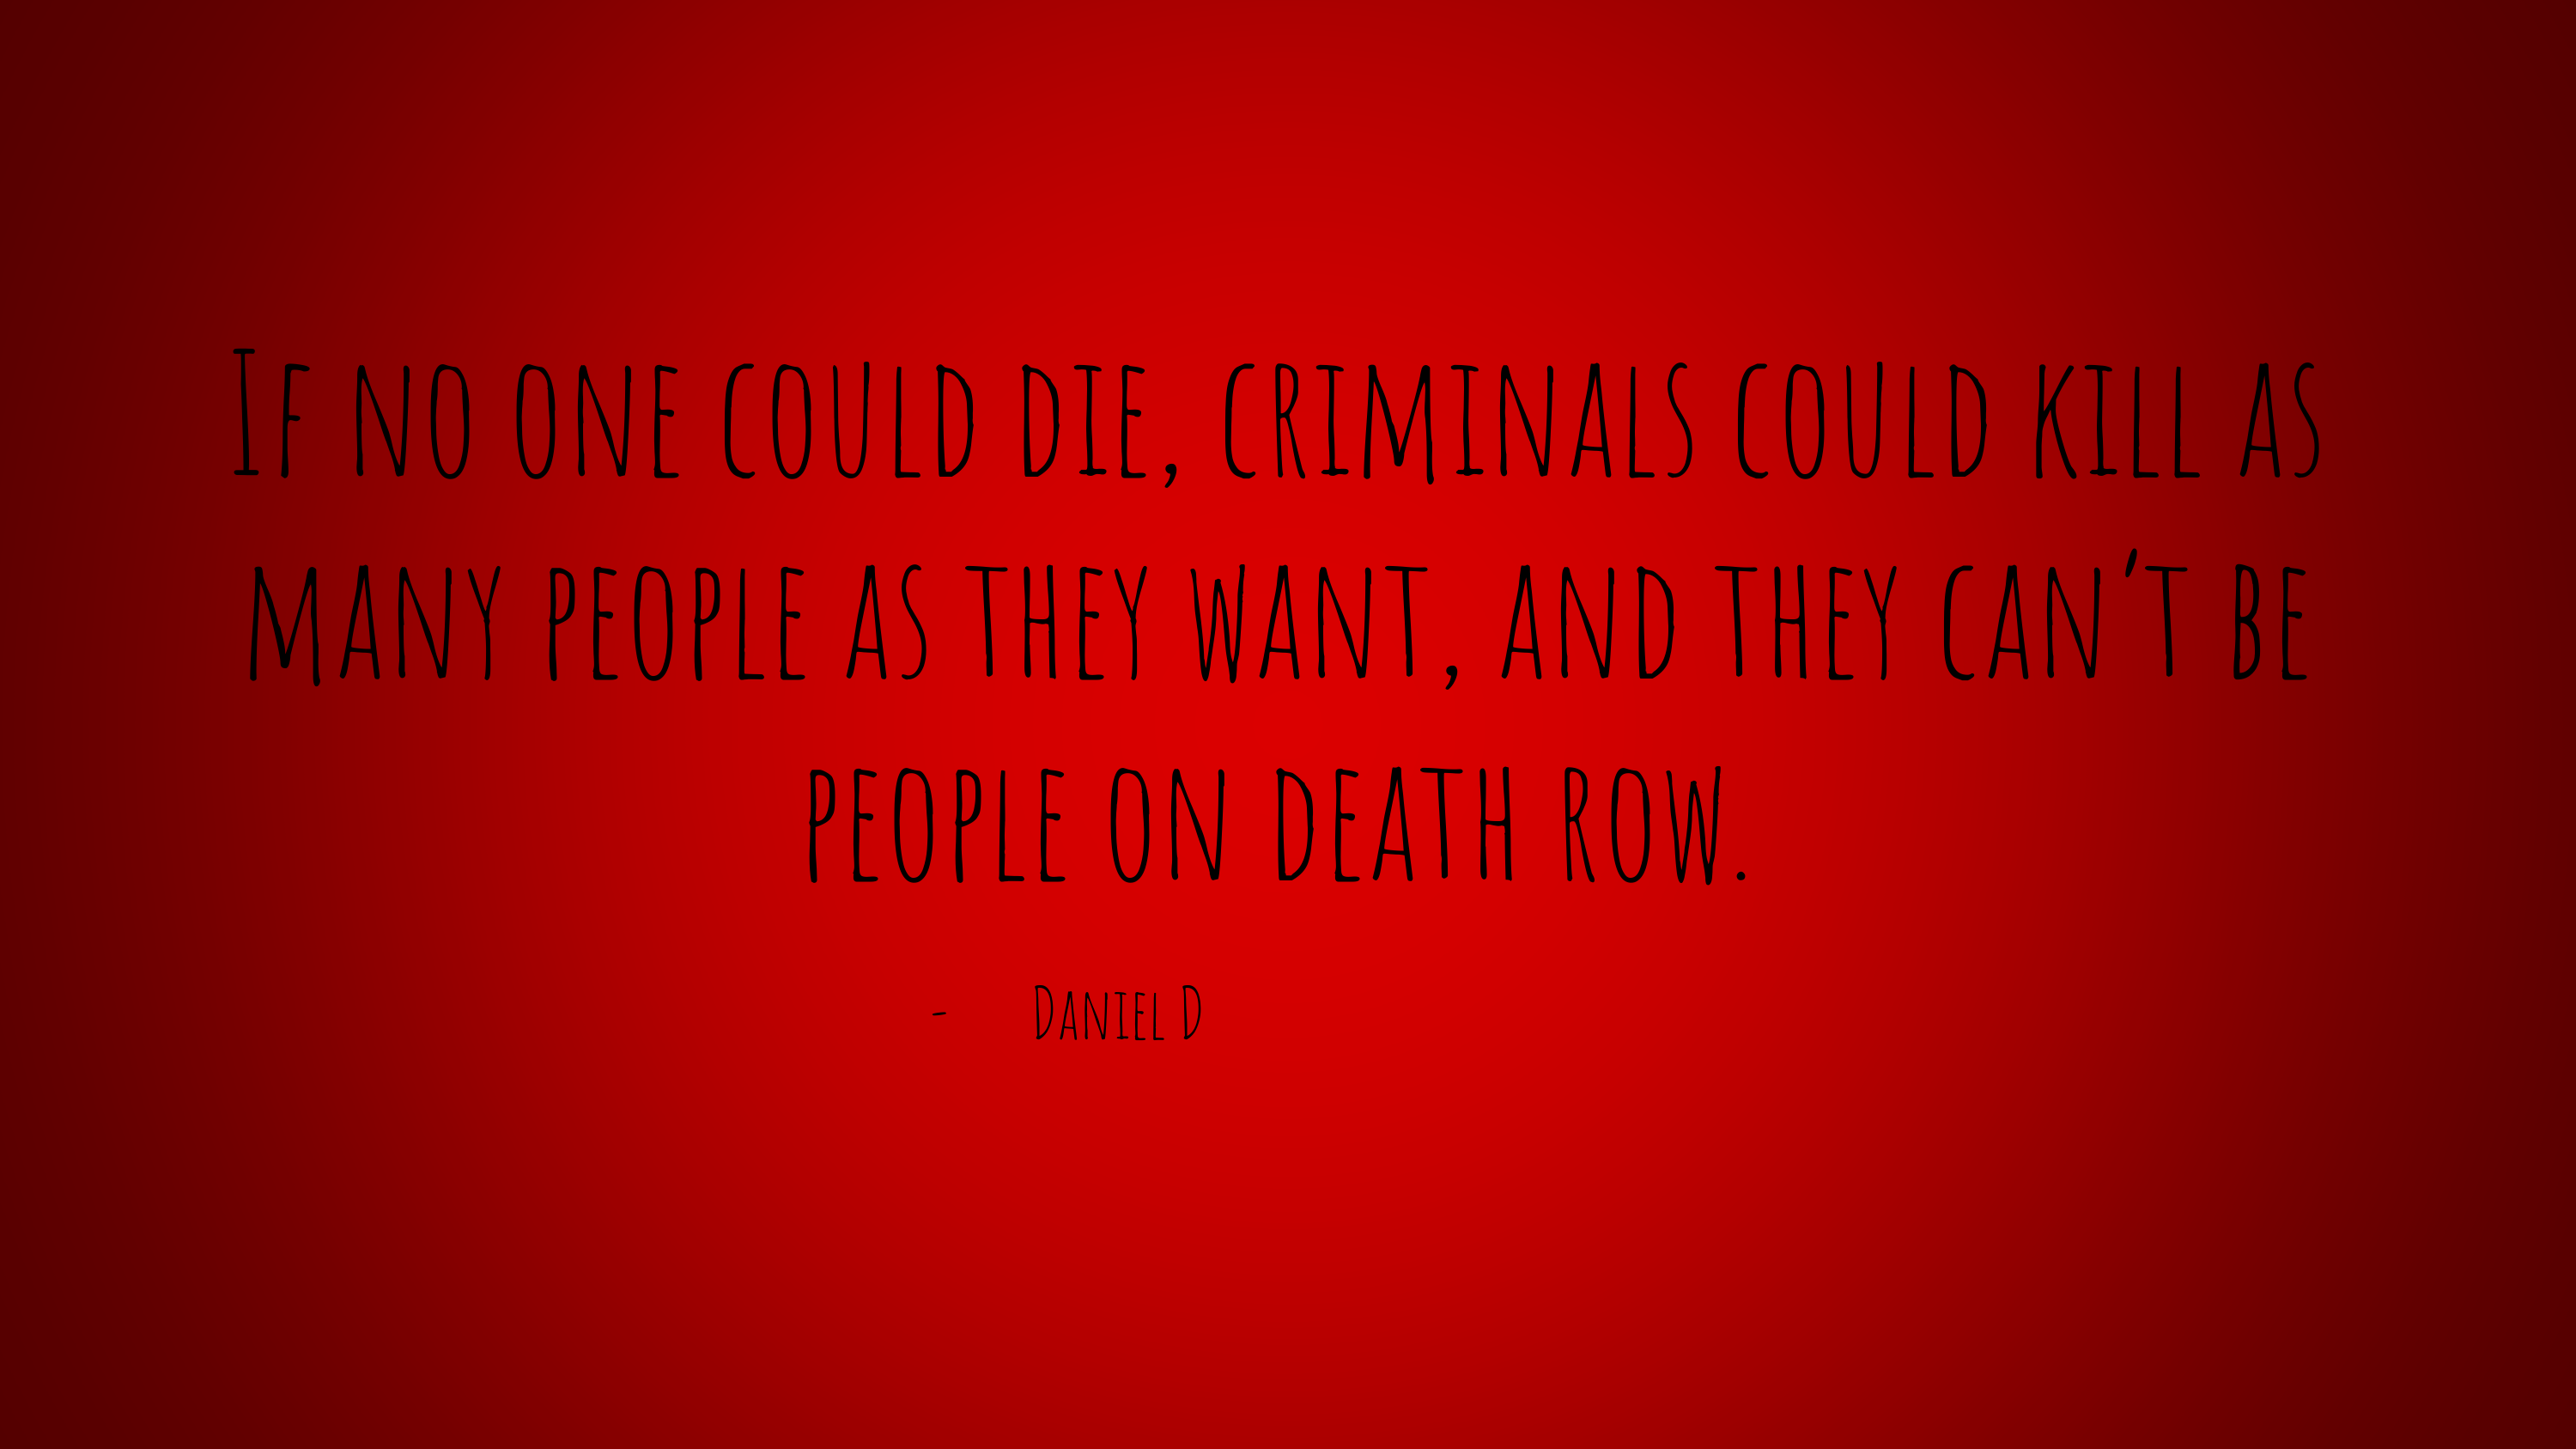 If no one could die, criminals could kill as
many people as they want, and they can't be
people on death row.
- Daniel D